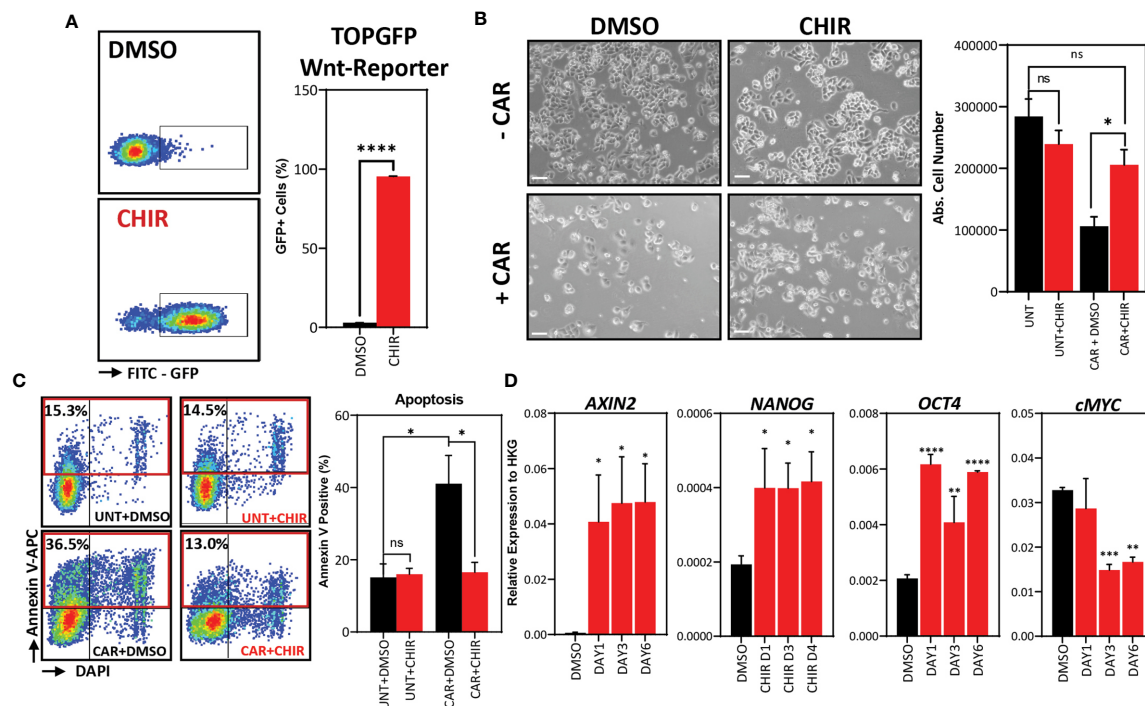 A
DMSO
CHIR
FITC - GFP
TOPGFP
Wnt-Reporter
GFP+ Cells (%)
150
100
50
0
****
DMSO
CHIR
B
DMSO
CHIR
- CAR
+ CAR
Abs. Cell Number
400000
300000
200000
100000
0
ns
ns
*
UNT
UNT+CHIR
CAR + DMSO
CAR+CHIR
C
15.3%
UNT+DMSO
14.5%
UNT+CHIR
36.5%
CAR+DMSO
13.0%
CAR+CHIR
Annexin V-APC
DAPI
Apoptosis
Annexin V Positive (%)
60
40
20
0
*
*
ns
UNT+DMSO
UNT+CHIR
CAR+DMSO
CAR+CHIR
D
Relative Expression to HKG
AXIN2
0.08
0.06
0.04
0.02
0.00
*
*
*
DMSO
DAY1
DAY3
DAY6
NANOG
0.0006
0.0004
0.0002
0.0000
*
*
*
DMSO
CHIR D1
CHIR D3
CHIR D4
OCT4
0.008
0.006
0.004
0.002
0.000
****
**
****
DMSO
DAY1
DAY3
DAY6
cMYC
0.05
0.04
0.03
0.02
0.01
0.00
***
**
DMSO
DAY1
DAY3
DAY6